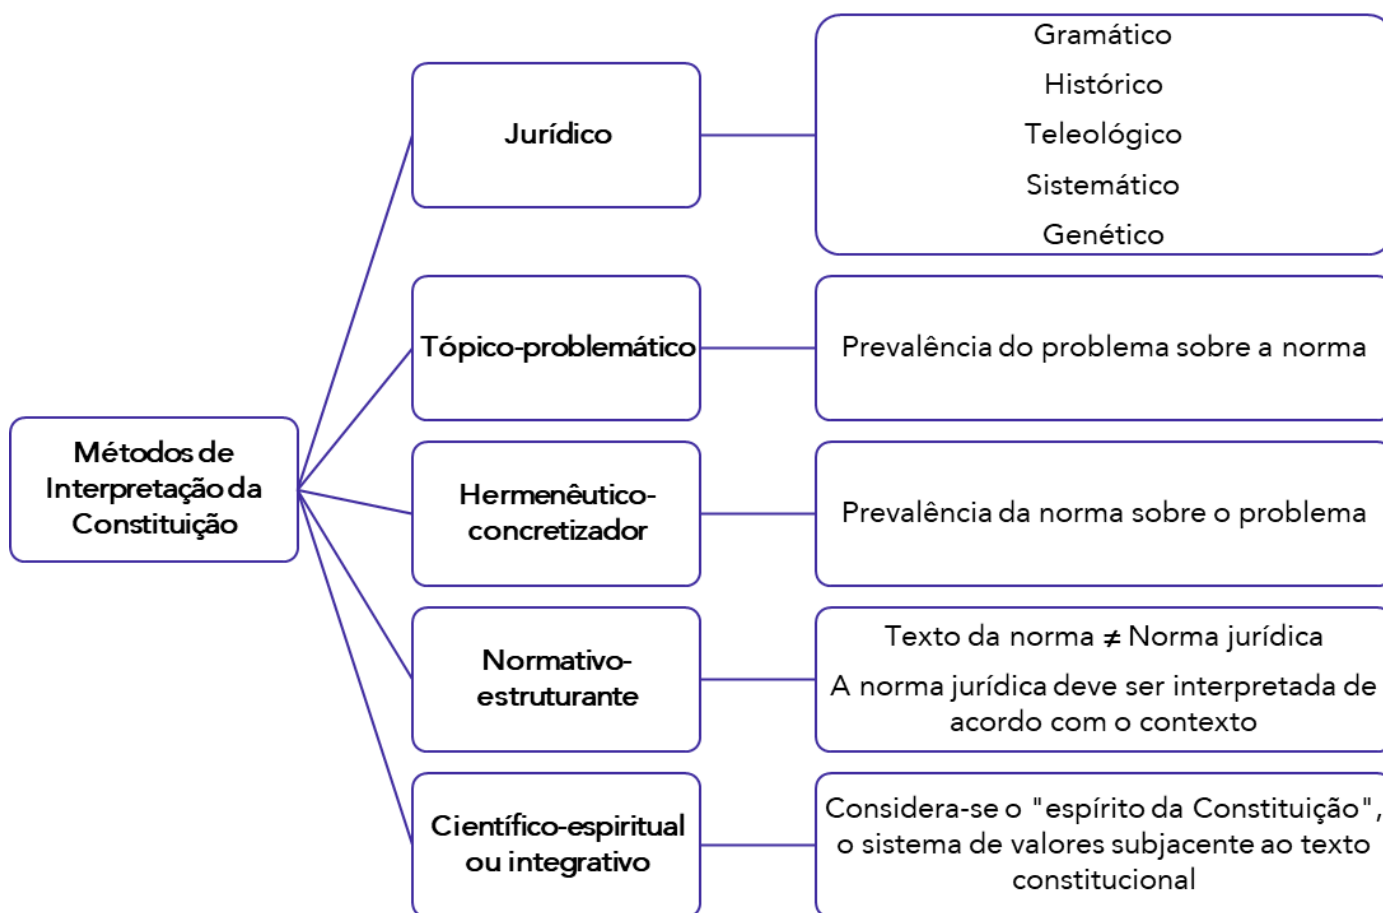 Métodos de
Interpretação da
Constituição
Jurídico
Gramático
Histórico
Teleológico
Sistemático
Genético
Tópico-problemático
Prevalência do problema sobre a norma
Hermenêutico-
concretizador
Prevalência da norma sobre o problema
Normativo-
estruturante
Texto da norma ≠ Norma jurídica
A norma jurídica deve ser interpretada de
acordo com o contexto
Científico-espiritual
ou integrativo
Considera-se o "espírito da Constituição",
o sistema de valores subjacente ao texto
constitucional